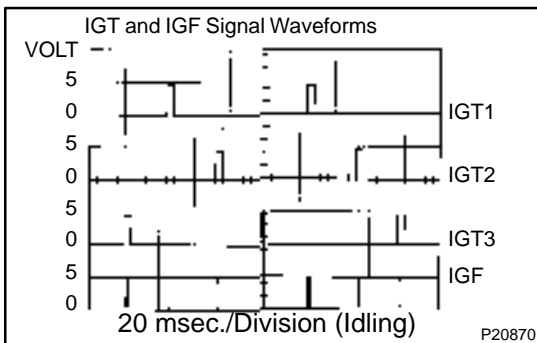 IGT and IGF Signal Waveforms
VOLT
5
0
IGT1
5
0
IGT2
5
0
IGT3
5
IGF
0
20 msec./Division (Idling)
P20870